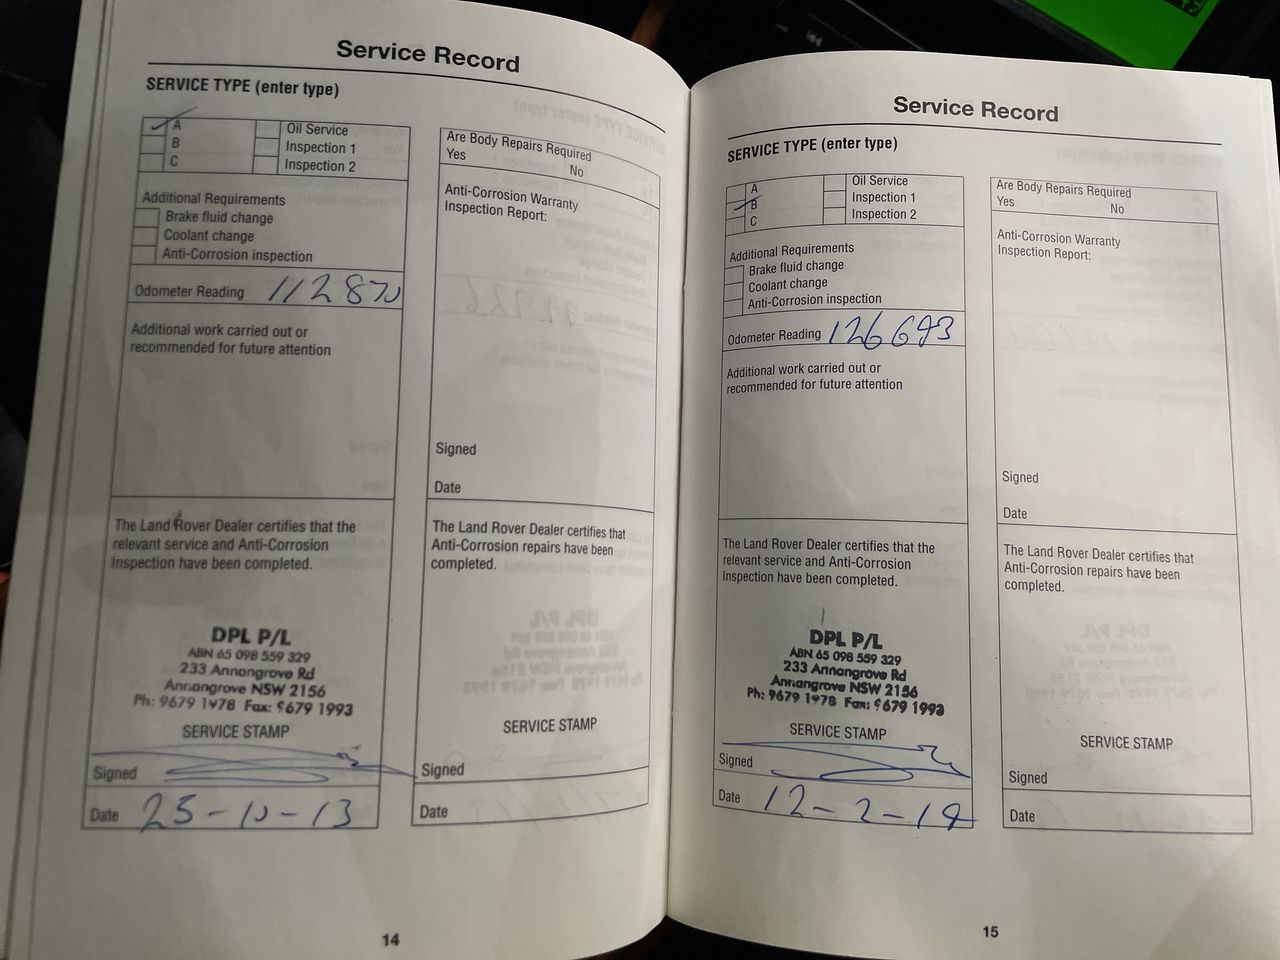 Service Record
SERVICE TYPE (enter type)
A
B
C
Oil Service
Inspection 1
Inspection 2
Additional Requirements
Brake fluid change
Coolant change
Anti-Corrosion inspection
Odometer Reading 112870
Additional work carried out or
recommended for future attention
The Land Rover Dealer certifies that the
relevant service and Anti-Corrosion
Inspection have been completed.
DPL P/L
ABN 65 098 559 329
233 Annangrove Rd
Annangrove NSW 2156
Ph: 9679 1978 Fax: 9679 1993
SERVICE STAMP
Signed
Date 25-10-13
Are Body Repairs Required
Yes No
Anti-Corrosion Warranty
Inspection Report:
Signed
Date
The Land Rover Dealer certifies that
Anti-Corrosion repairs have been
completed.
SERVICE STAMP
Signed
Date
14
Service Record
SERVICE TYPE (enter type)
A
B
C
Oil Service
Inspection 1
Inspection 2
Additional Requirements
Brake fluid change
Coolant change
Anti-Corrosion inspection
Odometer Reading 126693
Additional work carried out or
recommended for future attention
The Land Rover Dealer certifies that the
relevant service and Anti-Corrosion
Inspection have been completed.
DPL P/L
ABN 65 098 559 329
233 Annangrove Rd
Annangrove NSW 2156
Ph: 9679 1978 Fax: 9679 1993
SERVICE STAMP
Signed
Date 12-2-14
Are Body Repairs Required
Yes No
Anti-Corrosion Warranty
Inspection Report:
Signed
Date
The Land Rover Dealer certifies that
Anti-Corrosion repairs have been
completed.
SERVICE STAMP
Signed
Date
15